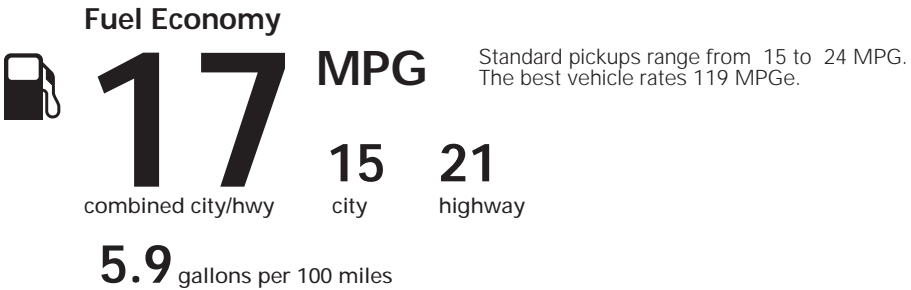 Fuel Economy
17 MPG
Standard pickups range from 15 to 24 MPG.
The best vehicle rates 119 MPGe.
15 21
combined city/hwy city highway
5.9 gallons per 100 miles